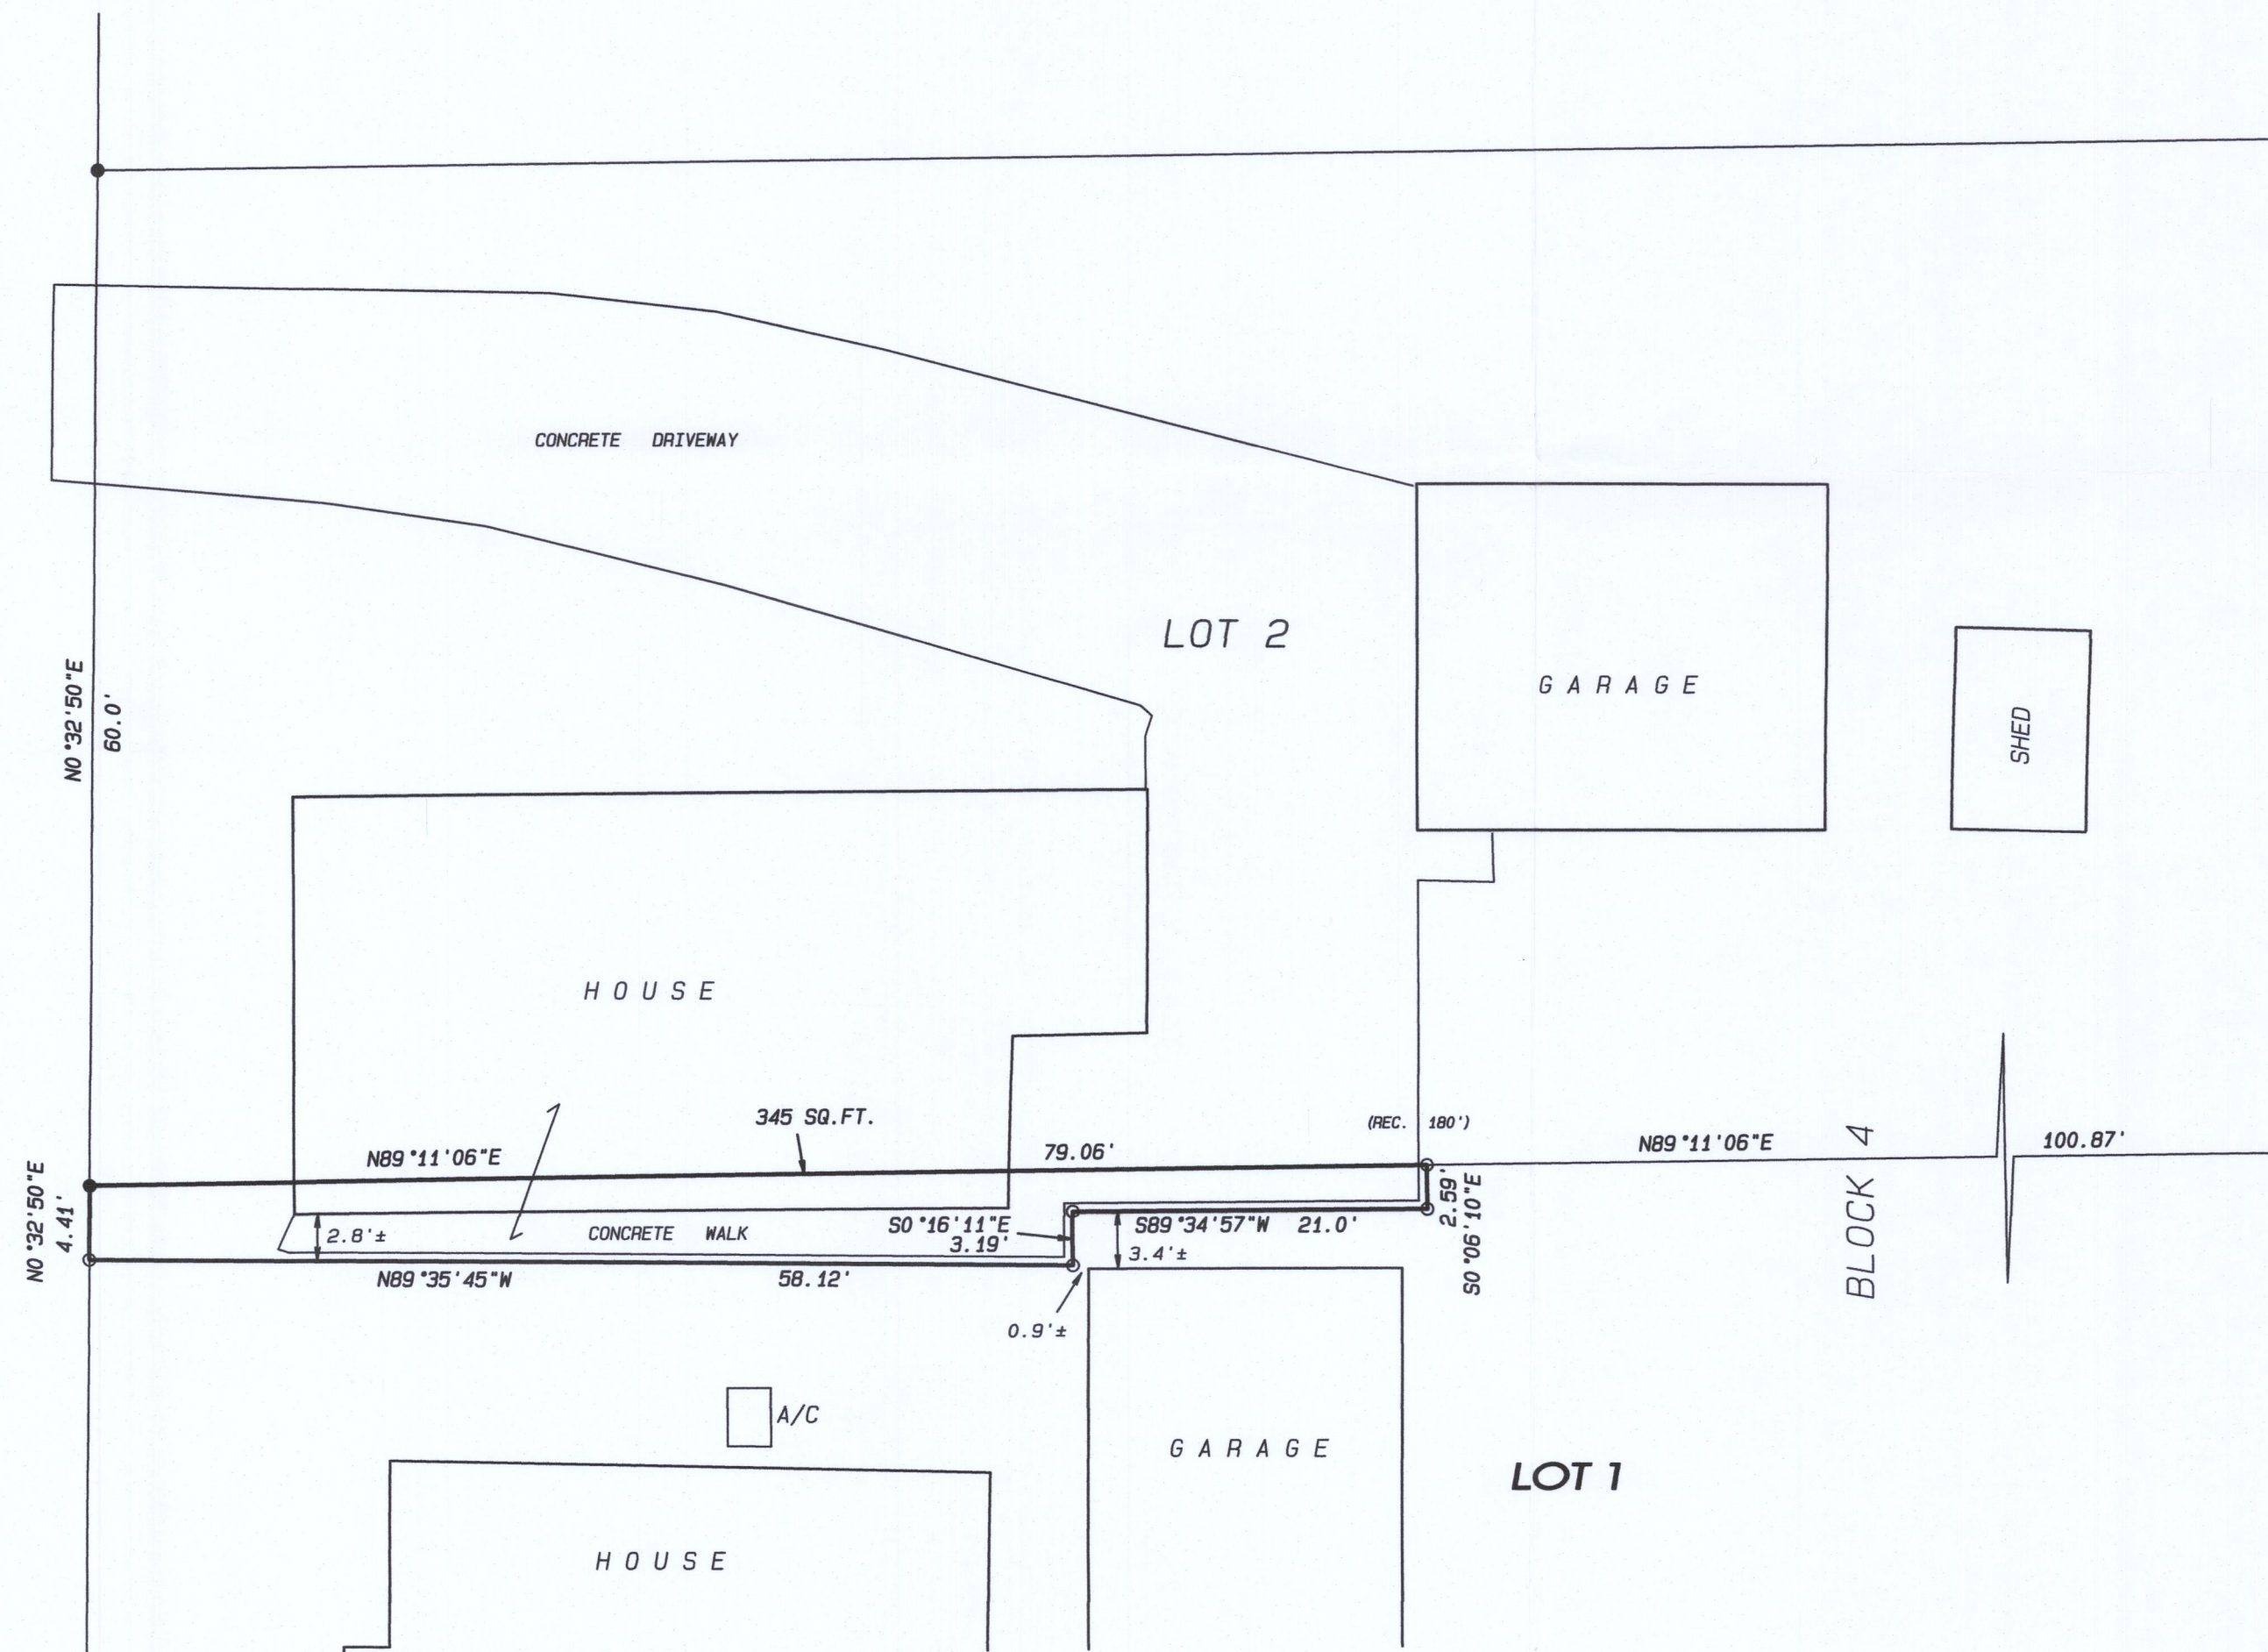 CONCRETE DRIVEWAY
LOT 2
GARAGE
SHED
N0°32'50"E
60.0'
HOUSE
345 SQ.FT.
(REC. 180')
N89°11'06"E
79.06'
N89°11'06"E
100.87'
BLOCK 4
N0°32'50"E
4.41'
2.8'±
CONCRETE WALK
S0°16'11"E
3.19'
S89°34'57"W 21.0'
2.59'
S0°06'10"E
3.4'±
N89°35'45"W
58.12'
0.9'±
A/C
GARAGE
LOT 1
HOUSE